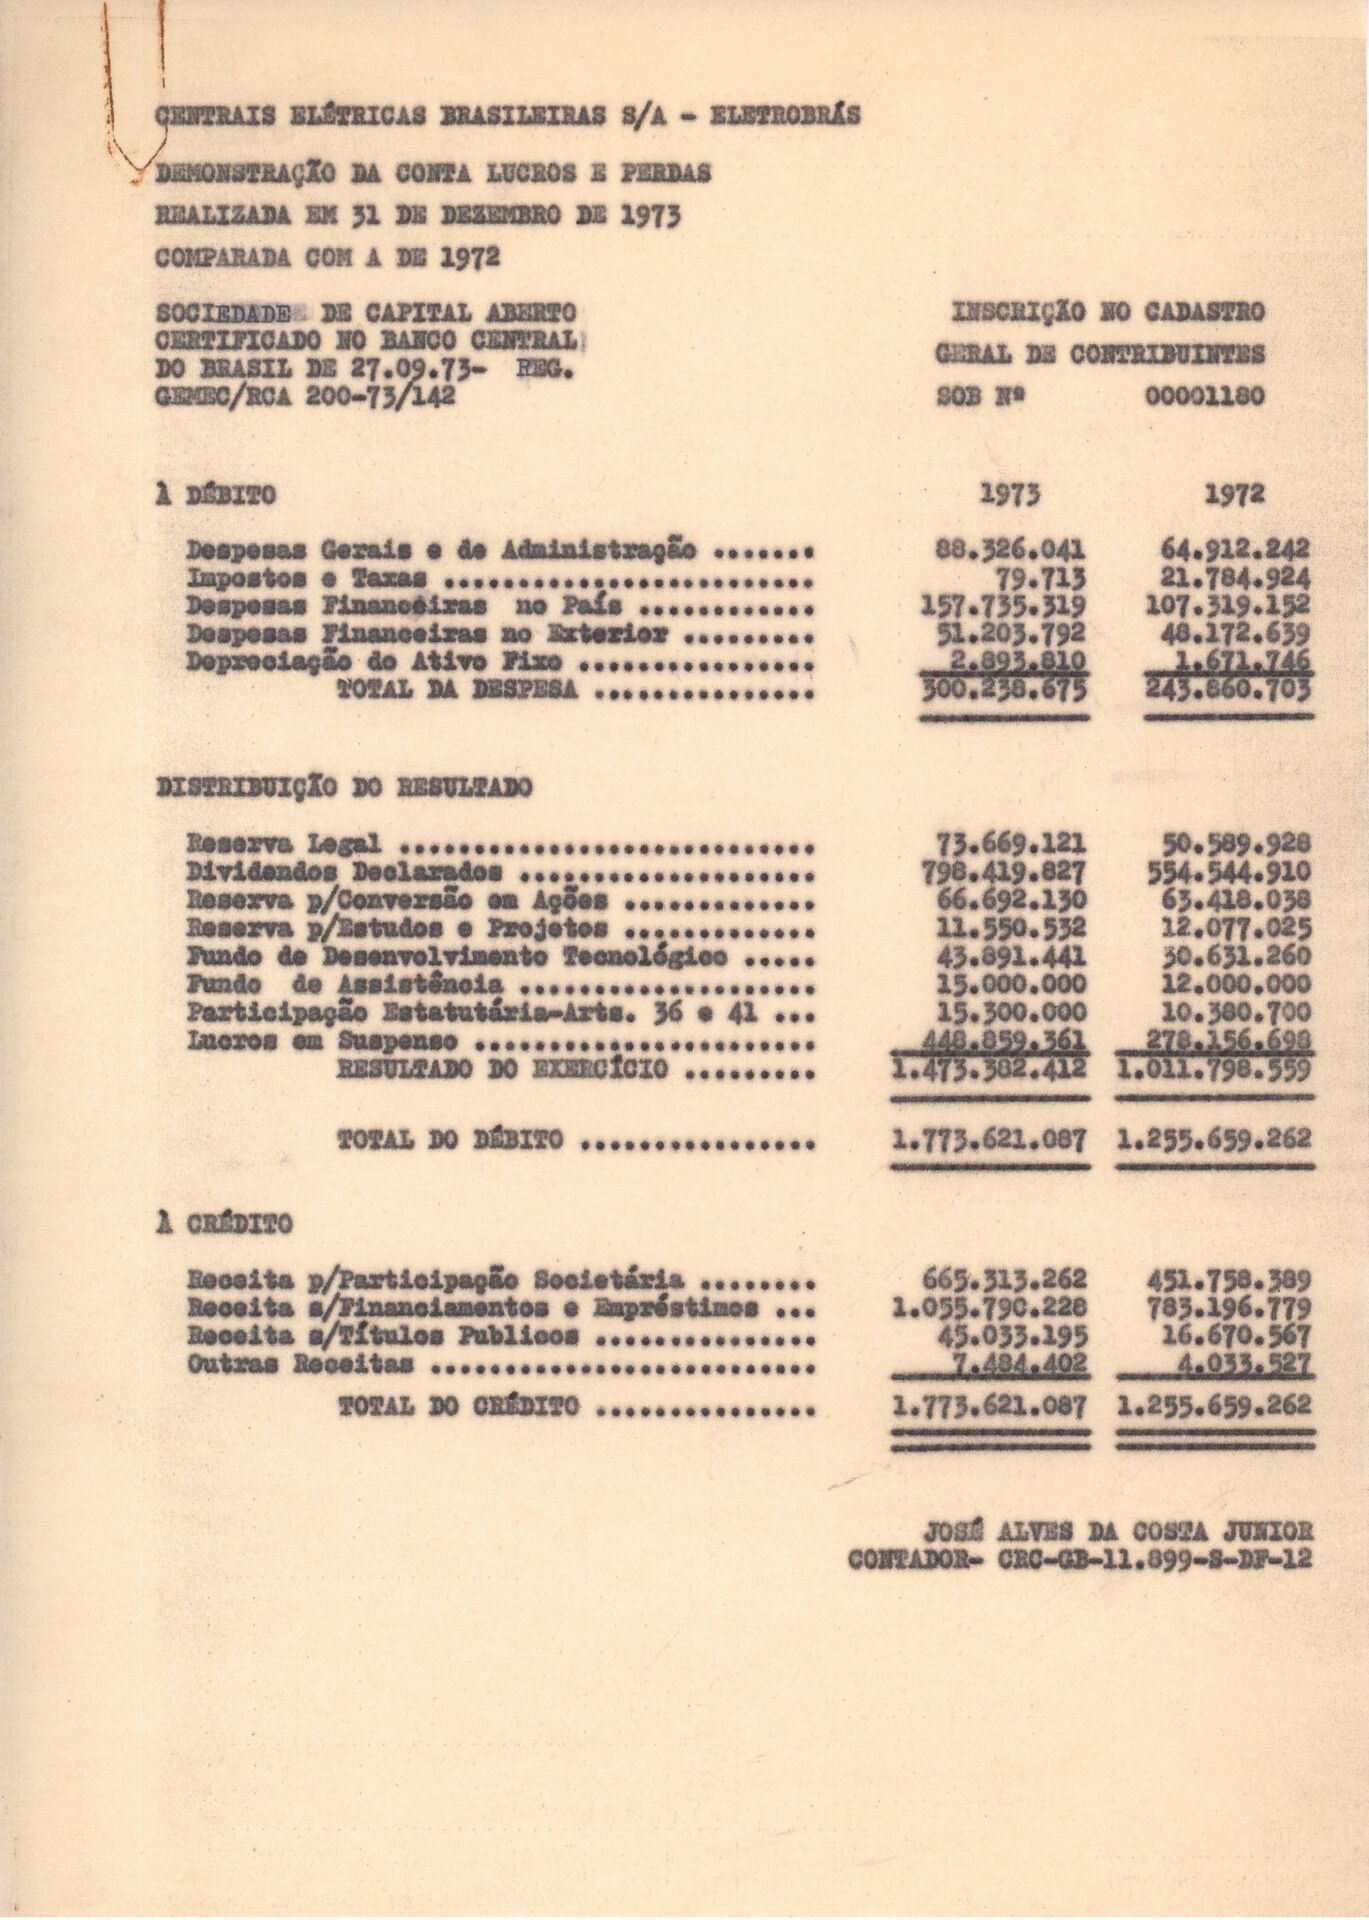 CENTRAIS ELÉTRICAS BRASILEIRAS S/A - ELETROBRÁS
DEMONSTRAÇÃO DA CONTA LUCROS E PERDAS
REALIZADA EM 31 DE DEZEMBRO DE 1973
COMPARADA COM A DE 1972
SOCIEDADE DE CAPITAL ABERTO
CERTIFICADO NO BANCO CENTRAL
DO BRASIL DE 27.09.73- REG.
GEMEC/RCA 200-73/142
INSCRIÇÃO NO CADASTRO
GERAL DE CONTRIBUINTES
SOB Nº 00001180
À DÉBITO 1973 1972
Despesas Gerais e de Administração ....... 88.326.041 64.912.242
Impostos e Taxas ......................... 79.713 21.784.924
Despesas Financeiras no País ............ 157.735.319 107.319.152
Despesas Financeiras no Exterior ......... 51.203.792 48.172.639
Depreciação do Ativo Fixo ................ 2.893.810 1.671.746
TOTAL DA DESPESA ............... 300.238.675 243.860.703
DISTRIBUIÇÃO DO RESULTADO
Reserva Legal ............................ 73.669.121 50.589.928
Dividendos Declarados .................... 798.419.827 554.544.910
Reserva p/Conversão em Ações ............. 66.692.130 63.418.038
Reserva p/Estudos e Projetos ............. 11.550.532 12.077.025
Fundo de Desenvolvimento Tecnológico ..... 43.891.441 30.631.260
Fundo de Assistência .................... 15.000.000 12.000.000
Participação Estatutária-Arts. 36 e 41 ... 15.300.000 10.380.700
Lucros em Suspenso ....................... 448.859.361 278.156.698
RESULTADO DO EXERCÍCIO ......... 1.473.382.412 1.011.798.559
TOTAL DO DÉBITO ................ 1.773.621.087 1.255.659.262
À CRÉDITO
Receita p/Participação Societária ........ 665.313.262 451.758.389
Receita s/Financiamentos e Empréstimos ... 1.055.790.228 783.196.779
Receita s/Títulos Publicos ............... 45.033.195 16.670.567
Outras Receitas .......................... 7.484.402 4.033.527
TOTAL DO CRÉDITO ............... 1.773.621.087 1.255.659.262
JOSÉ ALVES DA COSTA JUNIOR
CONTADOR- CRC-GB-11.899-S-DF-12